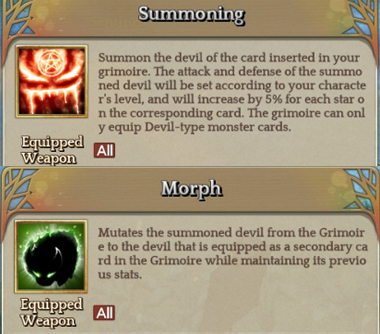 Summoning
Summon the devil of the card inserted in your
grimoire. The attack and defense of the summo
ned devil will be set according to your characte
r's level, and will increase by 5% for each star o
n the corresponding card. The grimoire can onl
y equip Devil-type monster cards.
Equipped
Weapon
All
Morph
Mutates the summoned devil from the Grimoir
e to the devil that is equipped as a secondary ca
rd in the Grimoire while maintaining its previo
us stats.
Equipped
Weapon
All